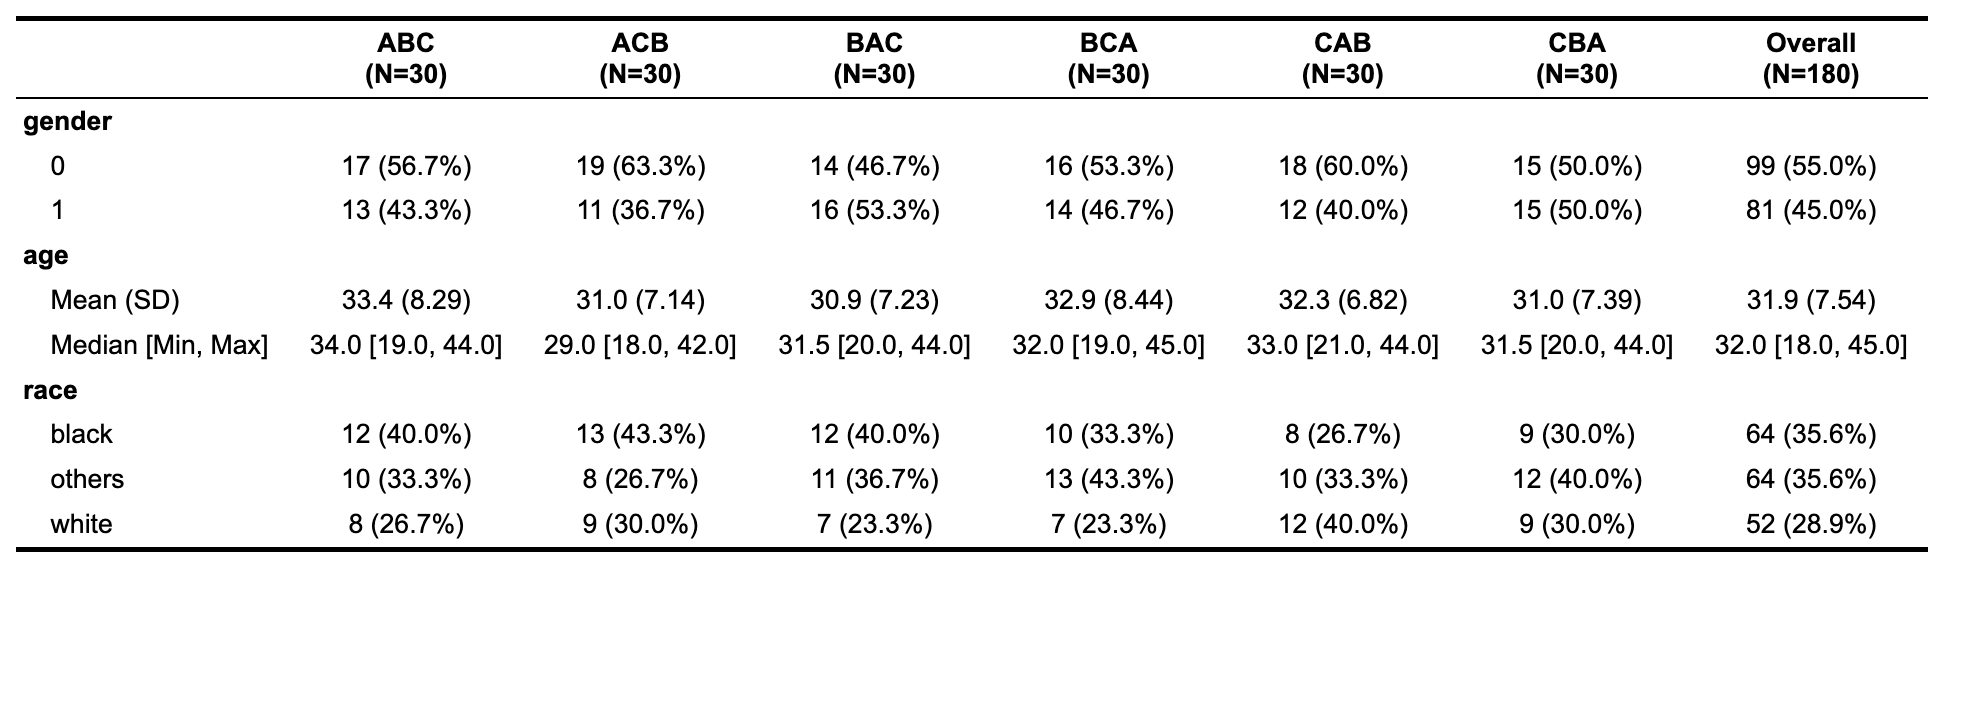 ABC ACB BAC BCA CAB CBA Overall
(N=30) (N=30) (N=30) (N=30) (N=30) (N=30) (N=180)
gender
0 17 (56.7%) 19 (63.3%) 14 (46.7%) 16 (53.3%) 18 (60.0%) 15 (50.0%) 99 (55.0%)
1 13 (43.3%) 11 (36.7%) 16 (53.3%) 14 (46.7%) 12 (40.0%) 15 (50.0%) 81 (45.0%)
age
Mean (SD) 33.4 (8.29) 31.0 (7.14) 30.9 (7.23) 32.9 (8.44) 32.3 (6.82) 31.0 (7.39) 31.9 (7.54)
Median [Min, Max] 34.0 [19.0, 44.0] 29.0 [18.0, 42.0] 31.5 [20.0, 44.0] 32.0 [19.0, 45.0] 33.0 [21.0, 44.0] 31.5 [20.0, 44.0] 32.0 [18.0, 45.0]
race
black 12 (40.0%) 13 (43.3%) 12 (40.0%) 10 (33.3%) 8 (26.7%) 9 (30.0%) 64 (35.6%)
others 10 (33.3%) 8 (26.7%) 11 (36.7%) 13 (43.3%) 10 (33.3%) 12 (40.0%) 64 (35.6%)
white 8 (26.7%) 9 (30.0%) 7 (23.3%) 7 (23.3%) 12 (40.0%) 9 (30.0%) 52 (28.9%)